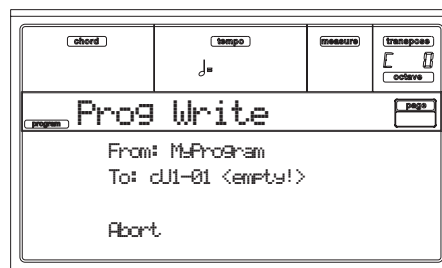 chord tempo measure transpose
♩=
C 0
octave
program Prog Write page
From: MyProgram
To: cU1-01 <empty!>
Abort